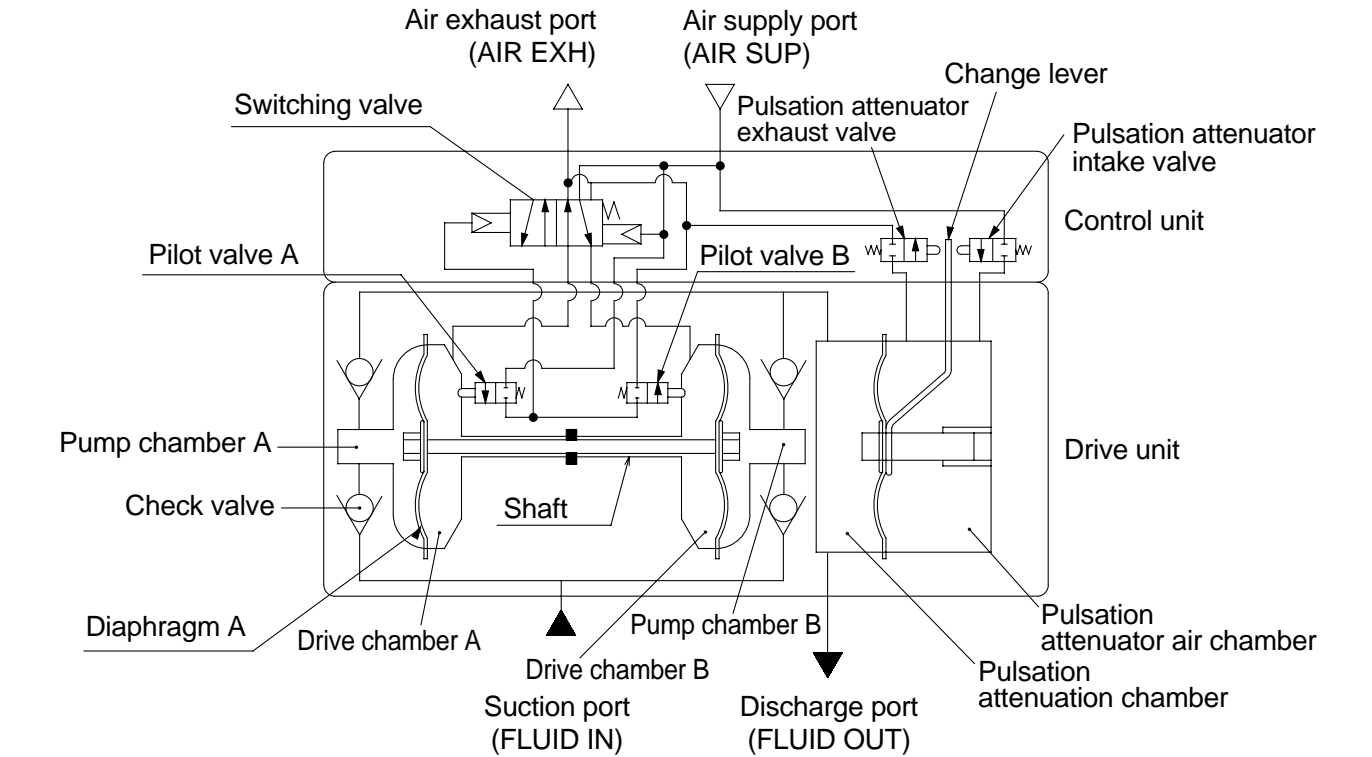 Air exhaust port
(AIR EXH)
Air supply port
(AIR SUP)
Change lever
Switching valve
Pulsation attenuator
exhaust valve
Pulsation attenuator
intake valve
Control unit
Pilot valve A
Pilot valve B
Pump chamber A
Drive unit
Check valve
Shaft
Diaphragm A
Drive chamber A
Pump chamber B
Drive chamber B
Pulsation
attenuator air chamber
Pulsation
attenuation chamber
Suction port
(FLUID IN)
Discharge port
(FLUID OUT)